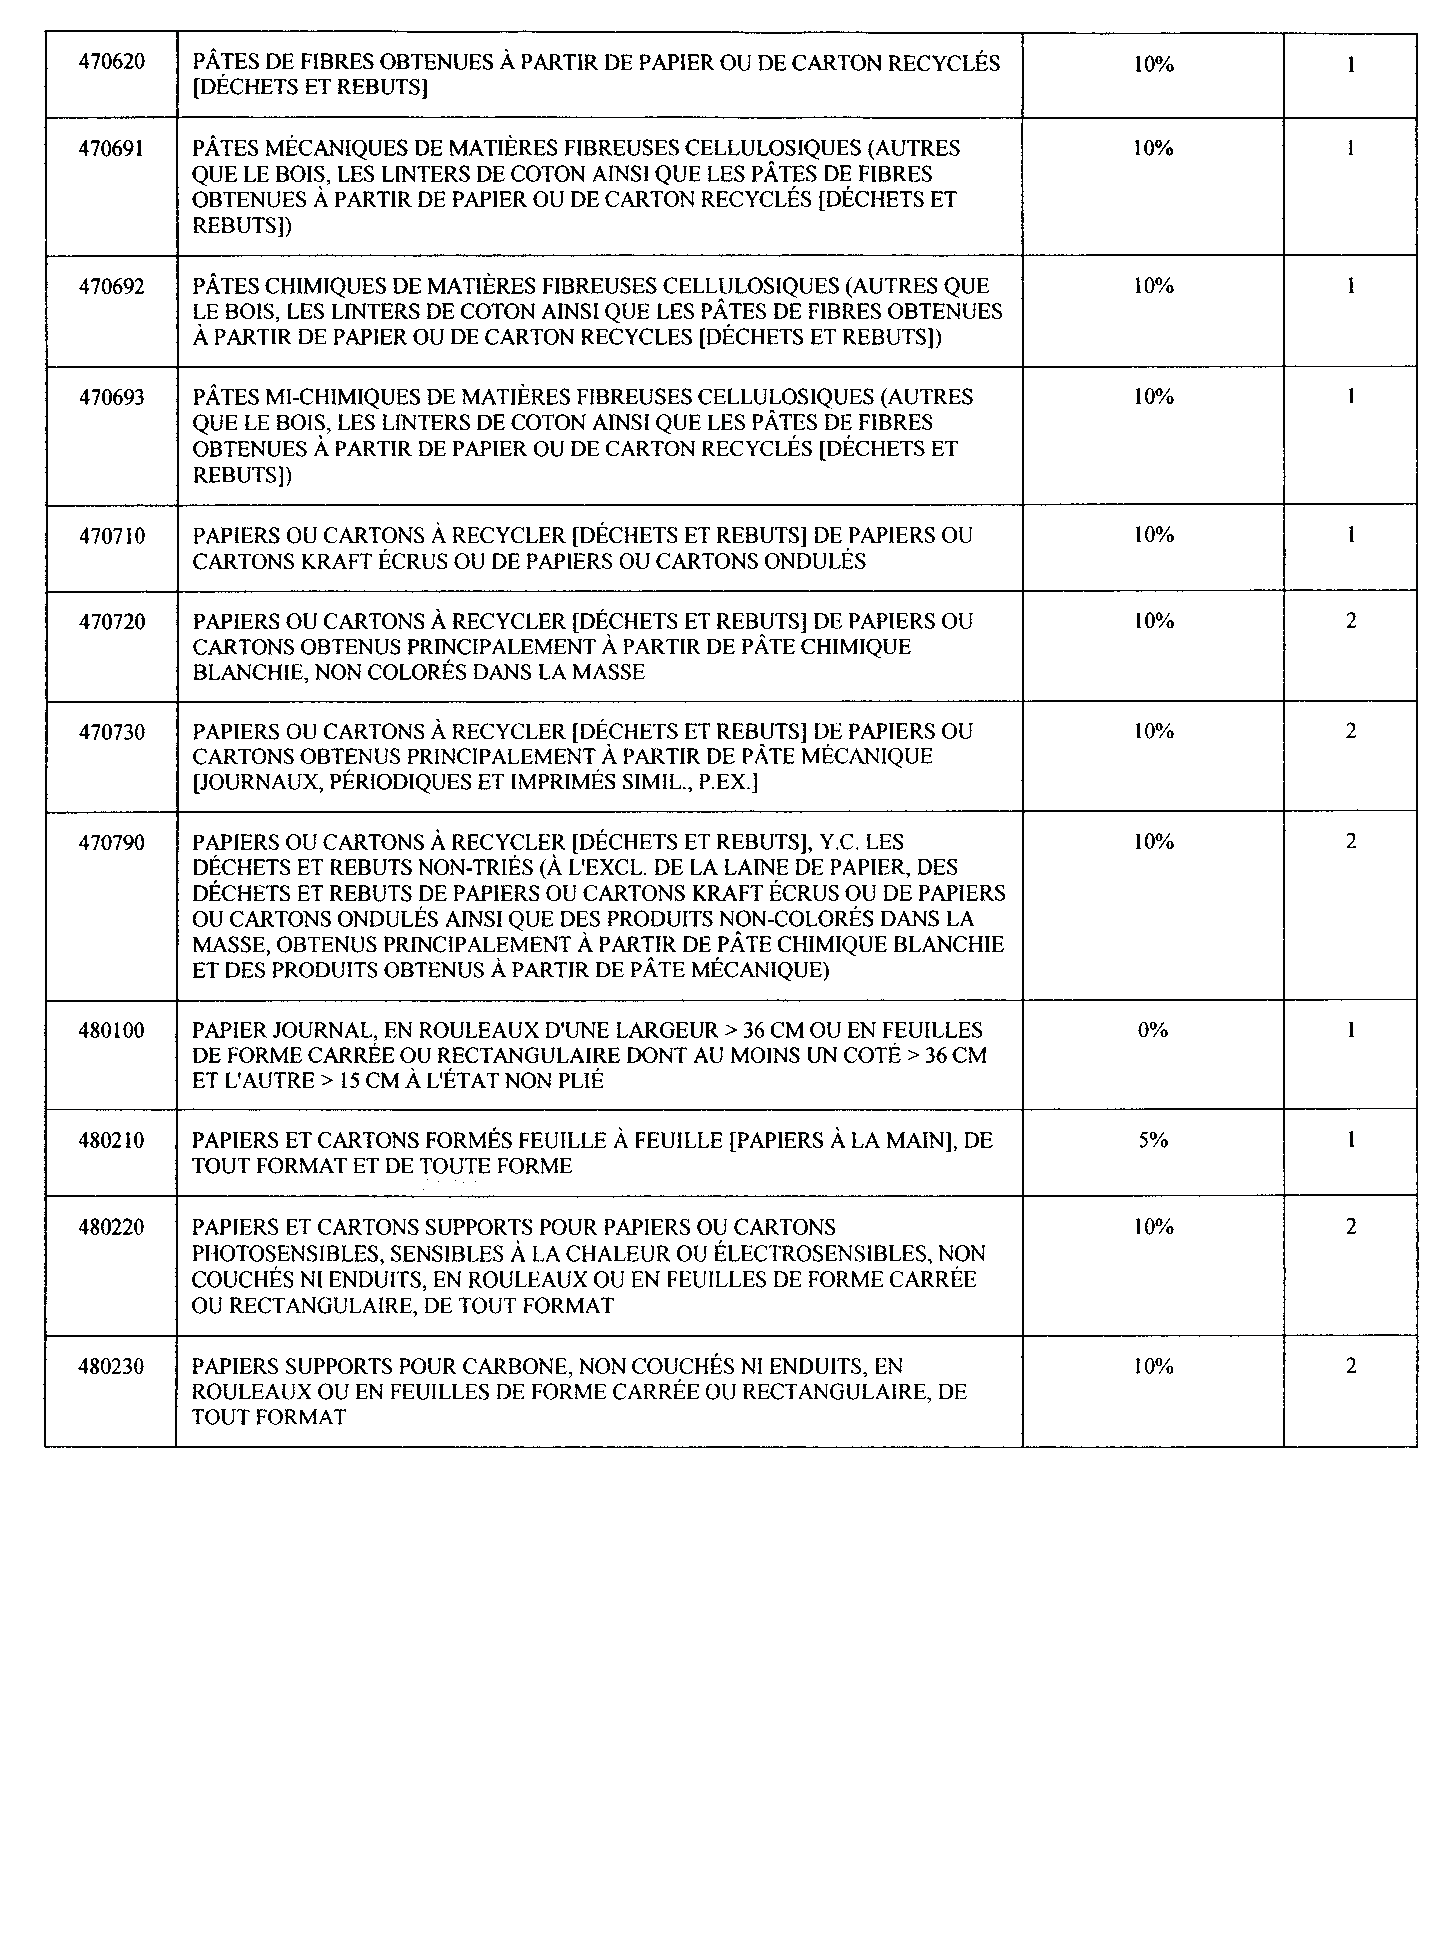 470620 PÂTES DE FIBRES OBTENUES À PARTIR DE PAPIER OU DE CARTON RECYCLÉS 10% 1
[DÉCHETS ET REBUTS]
470691 PÂTES MÉCANIQUES DE MATIÈRES FIBREUSES CELLULOSIQUES (AUTRES 10% 1
QUE LE BOIS, LES LINTERS DE COTON AINSI QUE LES PÂTES DE FIBRES
OBTENUES À PARTIR DE PAPIER OU DE CARTON RECYCLÉS [DÉCHETS ET
REBUTS])
470692 PÂTES CHIMIQUES DE MATIÈRES FIBREUSES CELLULOSIQUES (AUTRES QUE 10% 1
LE BOIS, LES LINTERS DE COTON AINSI QUE LES PÂTES DE FIBRES OBTENUES
À PARTIR DE PAPIER OU DE CARTON RECYCLES [DÉCHETS ET REBUTS])
470693 PÂTES MI-CHIMIQUES DE MATIÈRES FIBREUSES CELLULOSIQUES (AUTRES 10% 1
QUE LE BOIS, LES LINTERS DE COTON AINSI QUE LES PÂTES DE FIBRES
OBTENUES À PARTIR DE PAPIER OU DE CARTON RECYCLÉS [DÉCHETS ET
REBUTS])
470710 PAPIERS OU CARTONS À RECYCLER [DÉCHETS ET REBUTS] DE PAPIERS OU 10% 1
CARTONS KRAFT ÉCRUS OU DE PAPIERS OU CARTONS ONDULÉS
470720 PAPIERS OU CARTONS À RECYCLER [DÉCHETS ET REBUTS] DE PAPIERS OU 10% 2
CARTONS OBTENUS PRINCIPALEMENT À PARTIR DE PÂTE CHIMIQUE
BLANCHIE, NON COLORÉS DANS LA MASSE
470730 PAPIERS OU CARTONS À RECYCLER [DÉCHETS ET REBUTS] DE PAPIERS OU 10% 2
CARTONS OBTENUS PRINCIPALEMENT À PARTIR DE PÂTE MÉCANIQUE
[JOURNAUX, PÉRIODIQUES ET IMPRIMÉS SIMIL., P.EX.]
470790 PAPIERS OU CARTONS À RECYCLER [DÉCHETS ET REBUTS], Y.C. LES 10% 2
DÉCHETS ET REBUTS NON-TRIÉS (À L'EXCL. DE LA LAINE DE PAPIER, DES
DÉCHETS ET REBUTS DE PAPIERS OU CARTONS KRAFT ÉCRUS OU DE PAPIERS
OU CARTONS ONDULÉS AINSI QUE DES PRODUITS NON-COLORÉS DANS LA
MASSE, OBTENUS PRINCIPALEMENT À PARTIR DE PÂTE CHIMIQUE BLANCHIE
ET DES PRODUITS OBTENUS À PARTIR DE PÂTE MÉCANIQUE)
480100 PAPIER JOURNAL, EN ROULEAUX D'UNE LARGEUR > 36 CM OU EN FEUILLES 0% 1
DE FORME CARRÉE OU RECTANGULAIRE DONT AU MOINS UN COTÉ > 36 CM
ET L'AUTRE > 15 CM À L'ÉTAT NON PLIÉ
480210 PAPIERS ET CARTONS FORMÉS FEUILLE À FEUILLE [PAPIERS À LA MAIN], DE 5% 1
TOUT FORMAT ET DE TOUTE FORME
480220 PAPIERS ET CARTONS SUPPORTS POUR PAPIERS OU CARTONS 10% 2
PHOTOSENSIBLES, SENSIBLES À LA CHALEUR OU ÉLECTROSENSIBLES, NON
COUCHÉS NI ENDUITS, EN ROULEAUX OU EN FEUILLES DE FORME CARRÉE
OU RECTANGULAIRE, DE TOUT FORMAT
480230 PAPIERS SUPPORTS POUR CARBONE, NON COUCHÉS NI ENDUITS, EN 10% 2
ROULEAUX OU EN FEUILLES DE FORME CARRÉE OU RECTANGULAIRE, DE
TOUT FORMAT